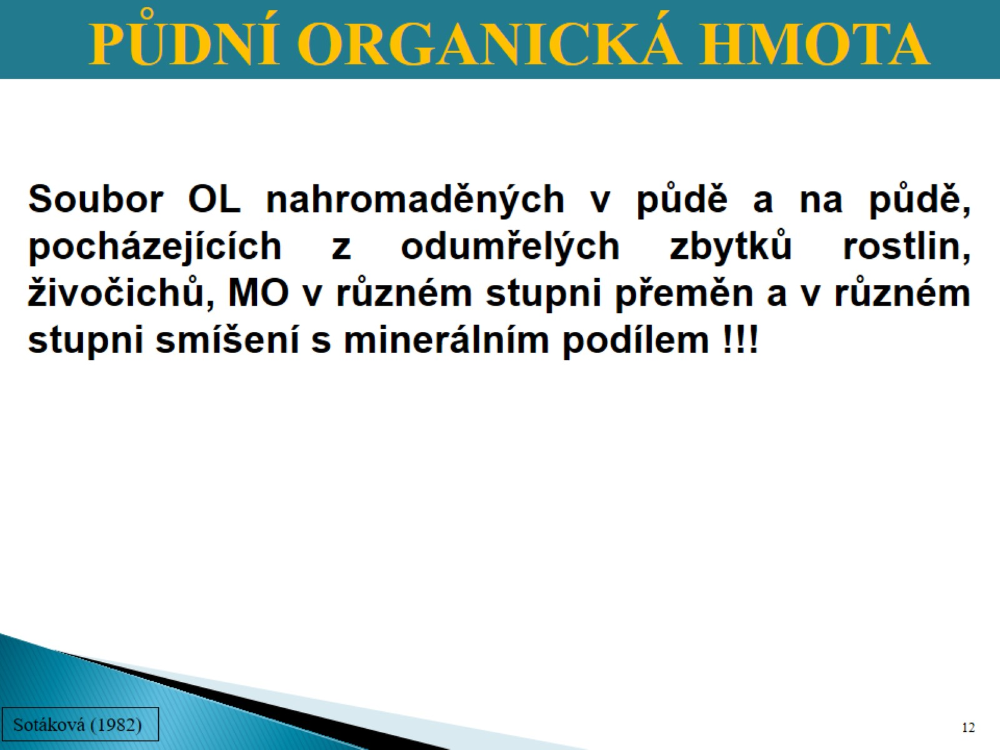 PŮDNÍ ORGANICKÁ HMOTA
Soubor OL nahromaděných v půdě a na půdě,
pocházejících z odumřelých zbytků rostlin,
živočichů, MO v různém stupni přeměn a v různém
stupni smíšení s minerálním podílem !!!
Sotáková (1982)
12